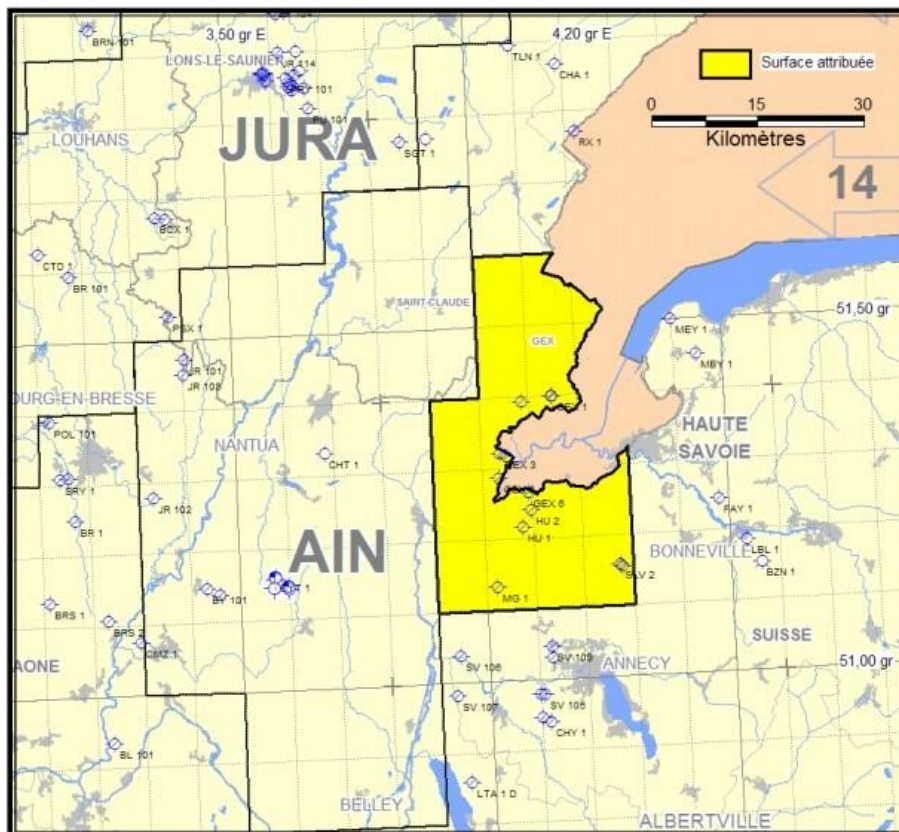 BRN 101
3,50 gr E
LONS-LE-SAUNIER
JR 414
TLN 1
4,20 gr E
CHA 1
Surface attribuée
0 15 30
Kilomètres
LOUHANS
JURA
SGT 1
RX 1
14
BCX 1
CTD 1
BR 101
SAINT-CLAUDE
PSX 1
GEX
MEY 1
51,50 gr
MBY 1
JR 101
JR 103
OURG-EN-BRESSE
POL 101
NANTUA
CHT 1
HAUTE
SAVOIE
GEX 3
SRY 1
JR 102
GEX 6
HU 2
HU 1
FAY 1
BR 1
AIN
BONNEVILLE
LBL 1
BZN 1
SLV 2
BY 101
MG 1
BRS 1
BRS 2
CMZ 1
SUISSE
AONE
SV 106
SV 109
ANNECY
51,00 gr
SV 107
SV 105
CHY 1
BL 101
LTA 1 D
BELLEY
ALBERTVILLE